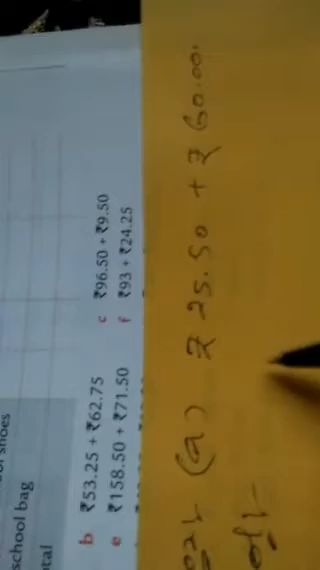 shoes
school bag
b ₹53.25 + ₹62.75 c ₹96.50 + ₹9.50
e ₹158.50 + ₹71.50 f ₹93 + ₹24.25
(a) ₹ 25.50 + ₹ 60.00